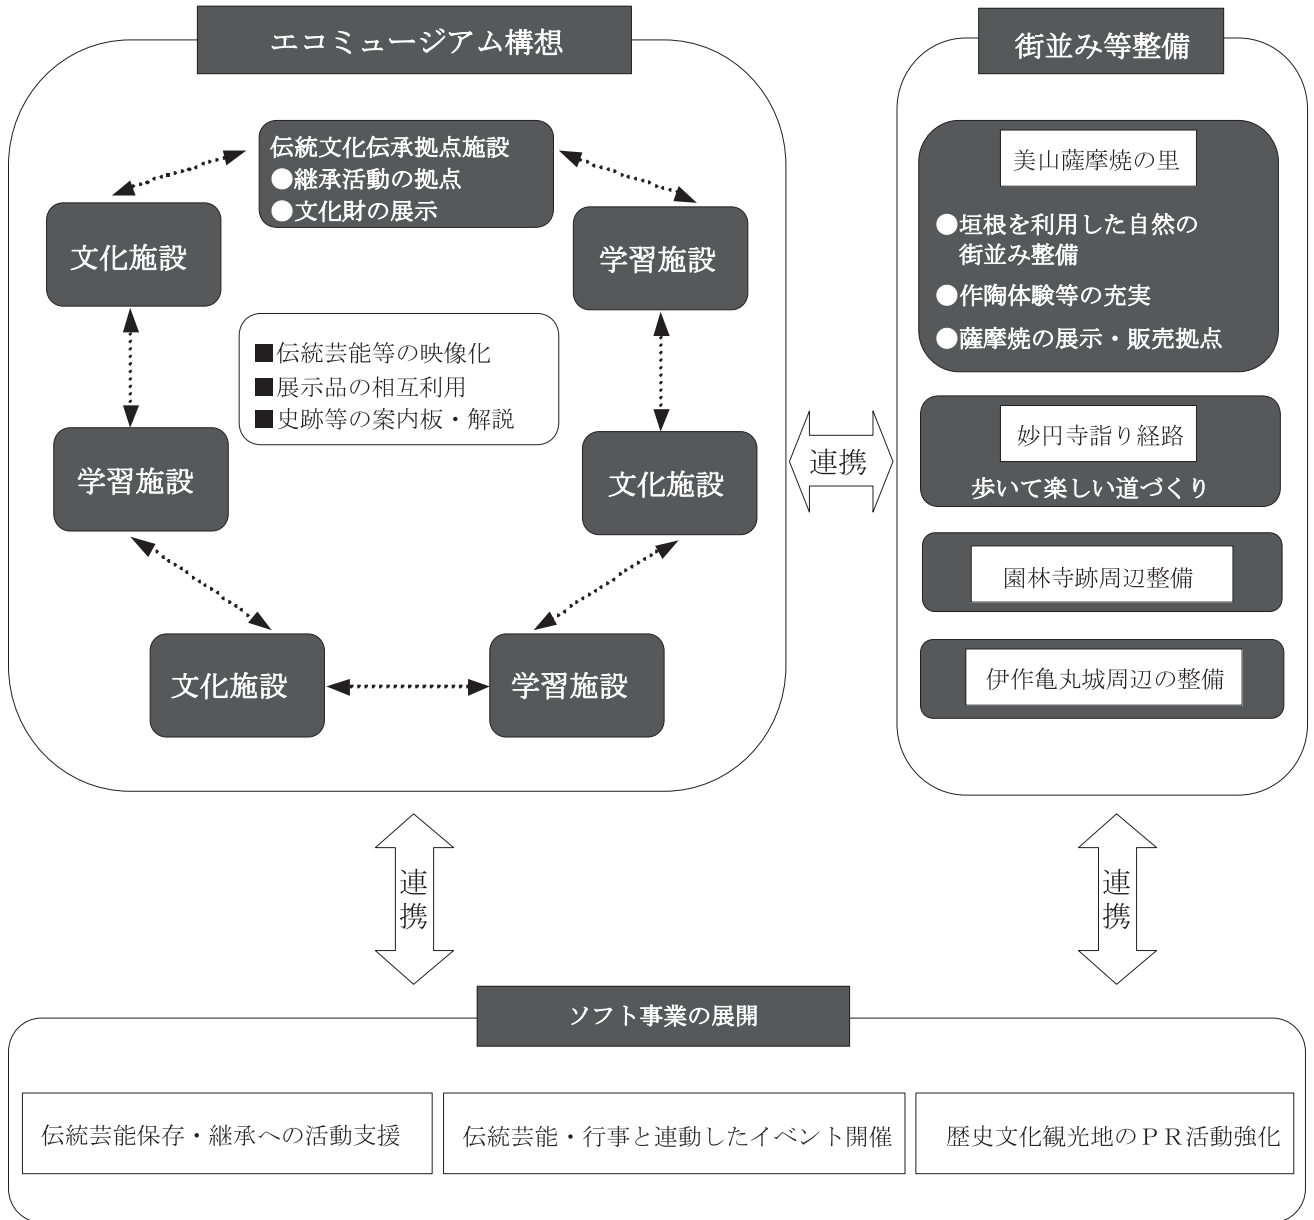 エコミュージアム構想
伝統文化伝承拠点施設
●継承活動の拠点
●文化財の展示
文化施設
学習施設
■伝統芸能等の映像化
■展示品の相互利用
■史跡等の案内板・解説
学習施設
文化施設
文化施設
学習施設
連携
街並み等整備
美山薩摩焼の里
●垣根を利用した自然の
街並み整備
●作陶体験等の充実
●薩摩焼の展示・販売拠点
妙円寺詣り経路
歩いて楽しい道づくり
園林寺跡周辺整備
伊作亀丸城周辺の整備
連携
連携
ソフト事業の展開
伝統芸能保存・継承への活動支援
伝統芸能・行事と連動したイベント開催
歴史文化観光地のＰＲ活動強化